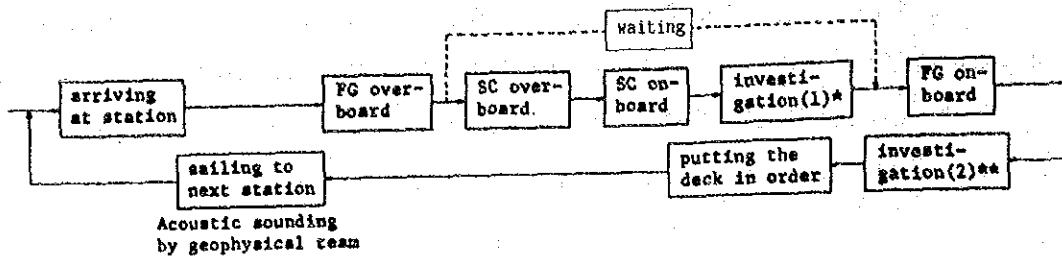 waiting
arriving
at station
FG over-
board
SC over-
board.
SC on-
board
investi-
gation(1)*
FG on-
board
sailing to
next station
putting the
deck in order
investi-
gation(2)**
Acoustic sounding
by geophysical team